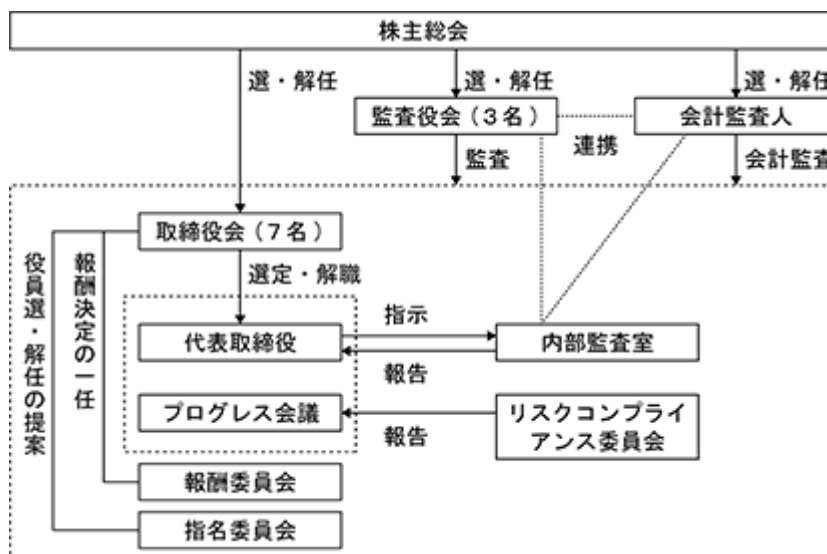 株主総会
選・解任
選・解任
選・解任
監査役会(3名)
会計監査人
連携
監査
会計監査
取締役会(7名)
選定・解職
役員選・解任の提案
報酬決定の一任
代表取締役
指示
報告
内部監査室
プログレス会議
報告
リスクコンプライ
アンス委員会
報酬委員会
指名委員会